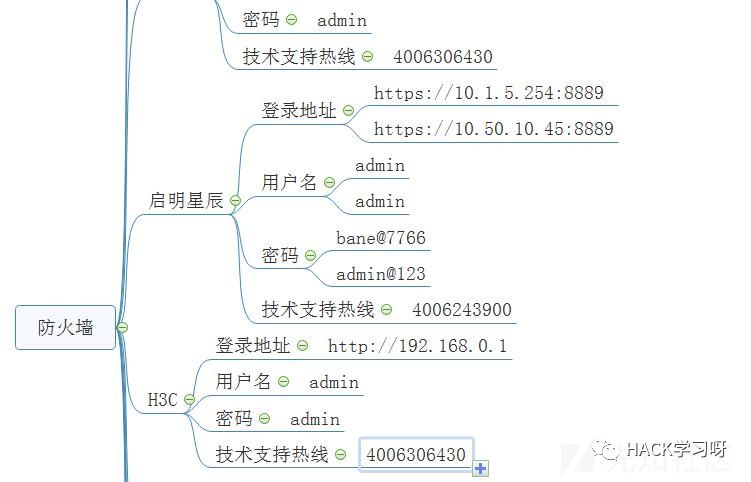 密码 admin
技术支持热线 4006306430
防火墙
启明星辰
登录地址
https://10.1.5.254:8889
https://10.50.10.45:8889
用户名
admin
admin
密码
bane@7766
admin@123
技术支持热线 4006243900
H3C
登录地址 http://192.168.0.1
用户名 admin
密码 admin
技术支持热线 4006306430
HACK学习呀
先知社区